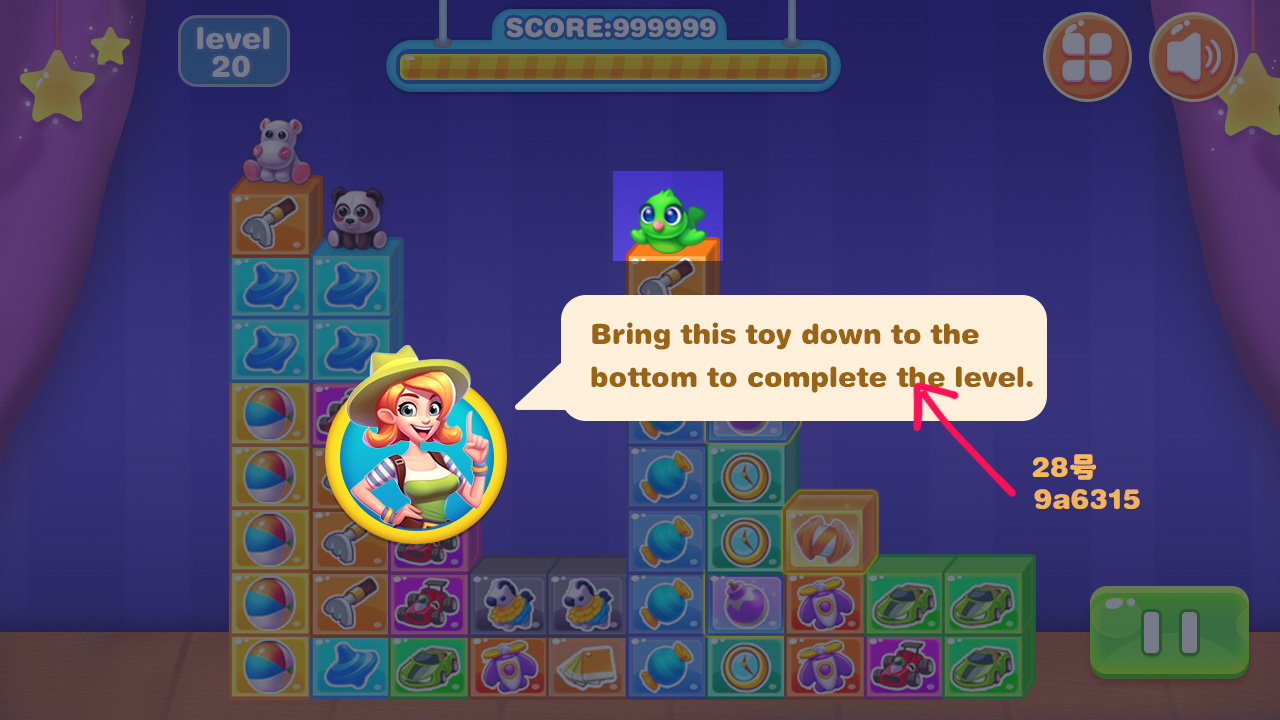 level
20
SCORE:999999
Bring this toy down to the
bottom to complete the level.
28号
9a6315